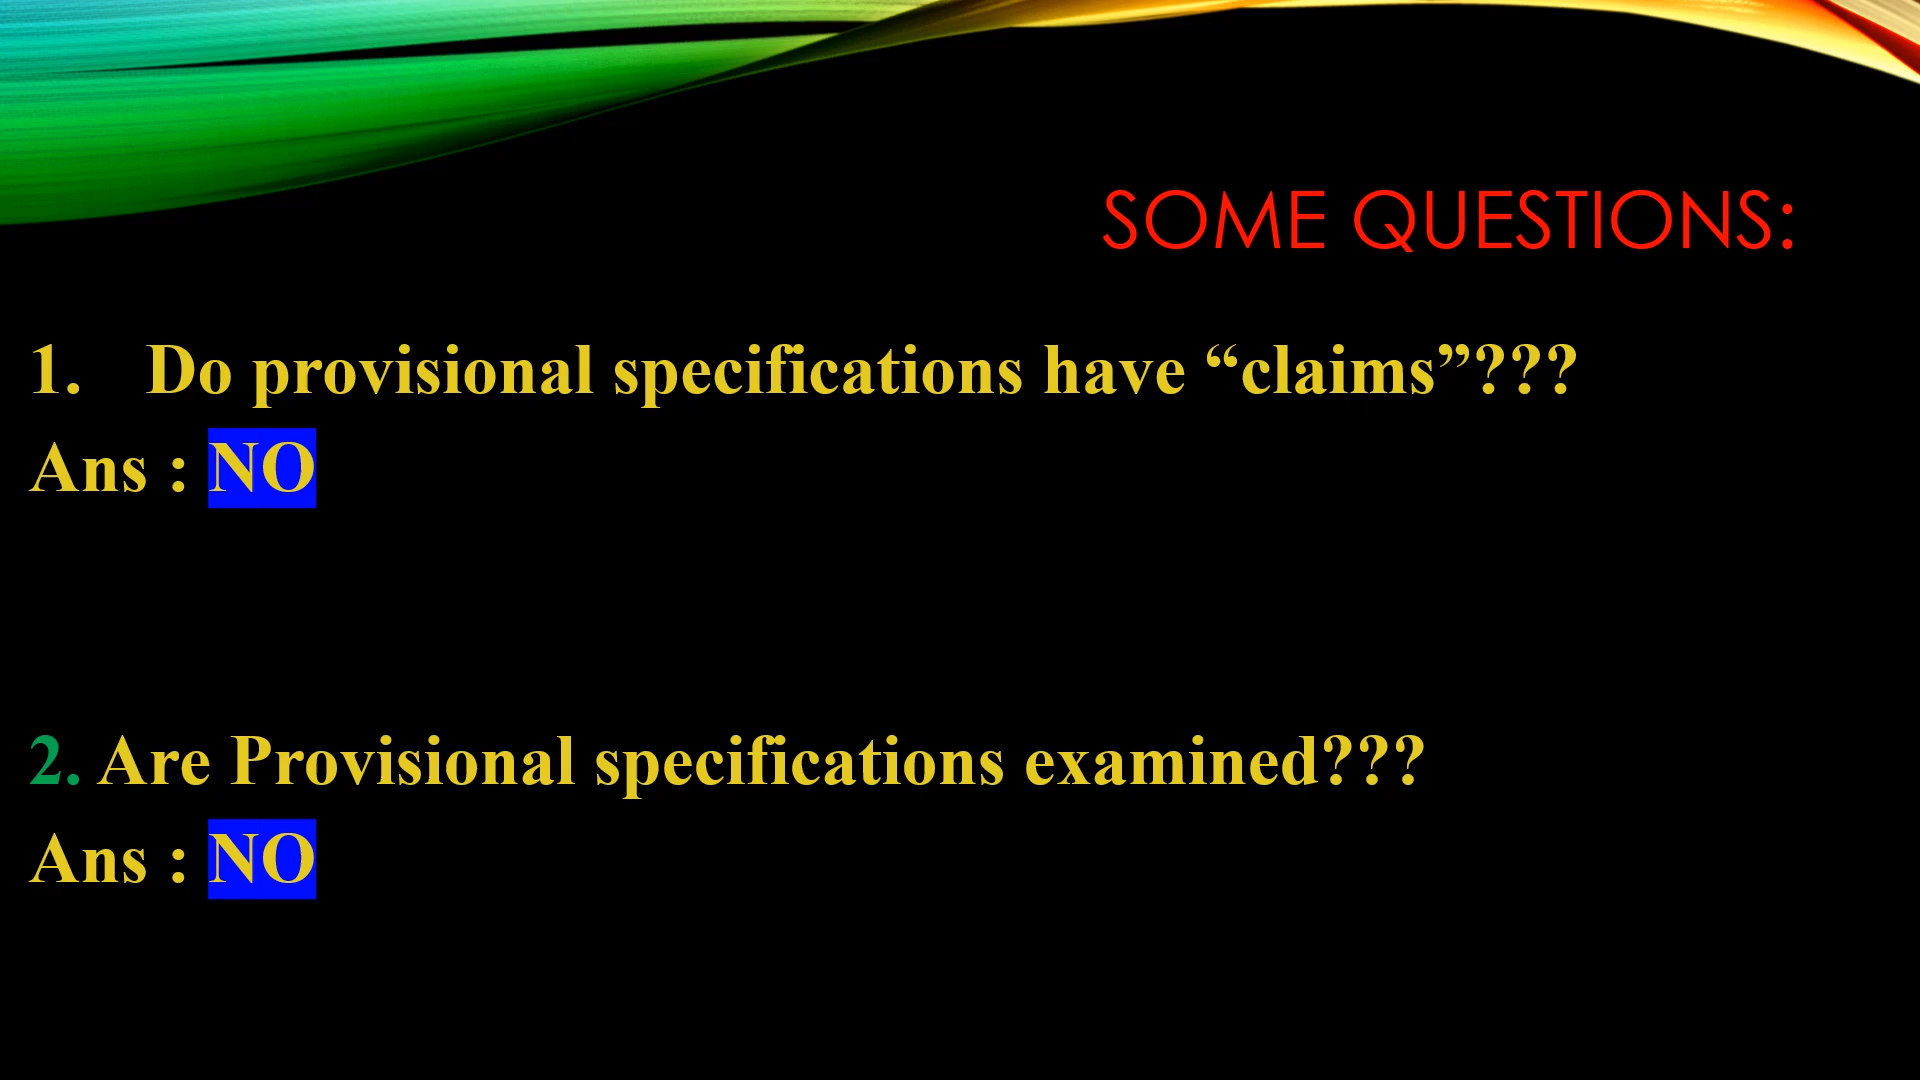 SOME QUESTIONS:
1. Do provisional specifications have “claims”???
Ans : NO
2. Are Provisional specifications examined???
Ans : NO